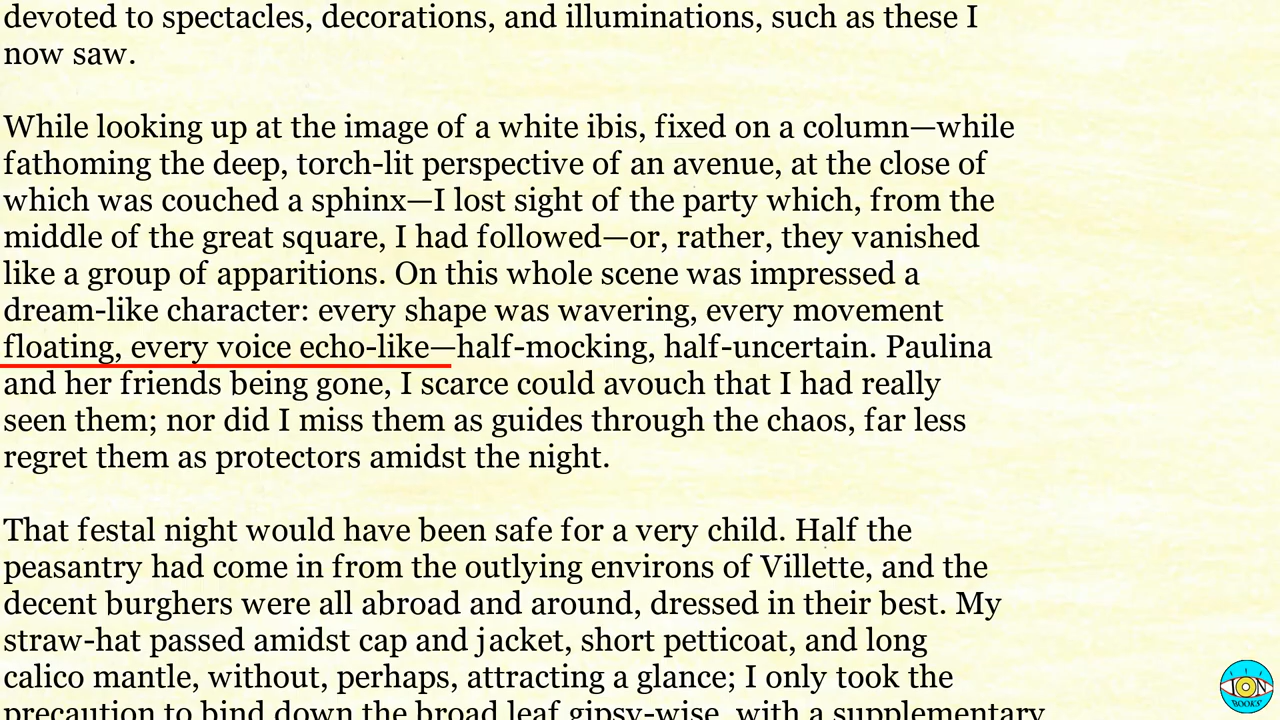 devoted to spectacles, decorations, and illuminations, such as these I
now saw.
While looking up at the image of a white ibis, fixed on a column—while
fathoming the deep, torch-lit perspective of an avenue, at the close of
which was couched a sphinx—I lost sight of the party which, from the
middle of the great square, I had followed—or, rather, they vanished
like a group of apparitions. On this whole scene was impressed a
dream-like character: every shape was wavering, every movement
floating, every voice echo-like—half-mocking, half-uncertain. Paulina
and her friends being gone, I scarce could avouch that I had really
seen them; nor did I miss them as guides through the chaos, far less
regret them as protectors amidst the night.
That festal night would have been safe for a very child. Half the
peasantry had come in from the outlying environs of Villette, and the
decent burghers were all abroad and around, dressed in their best. My
straw-hat passed amidst cap and jacket, short petticoat, and long
calico mantle, without, perhaps, attracting a glance; I only took the
precaution to bind down the broad leaf gipsy-wise, with a supplementary
ION
BOOKS